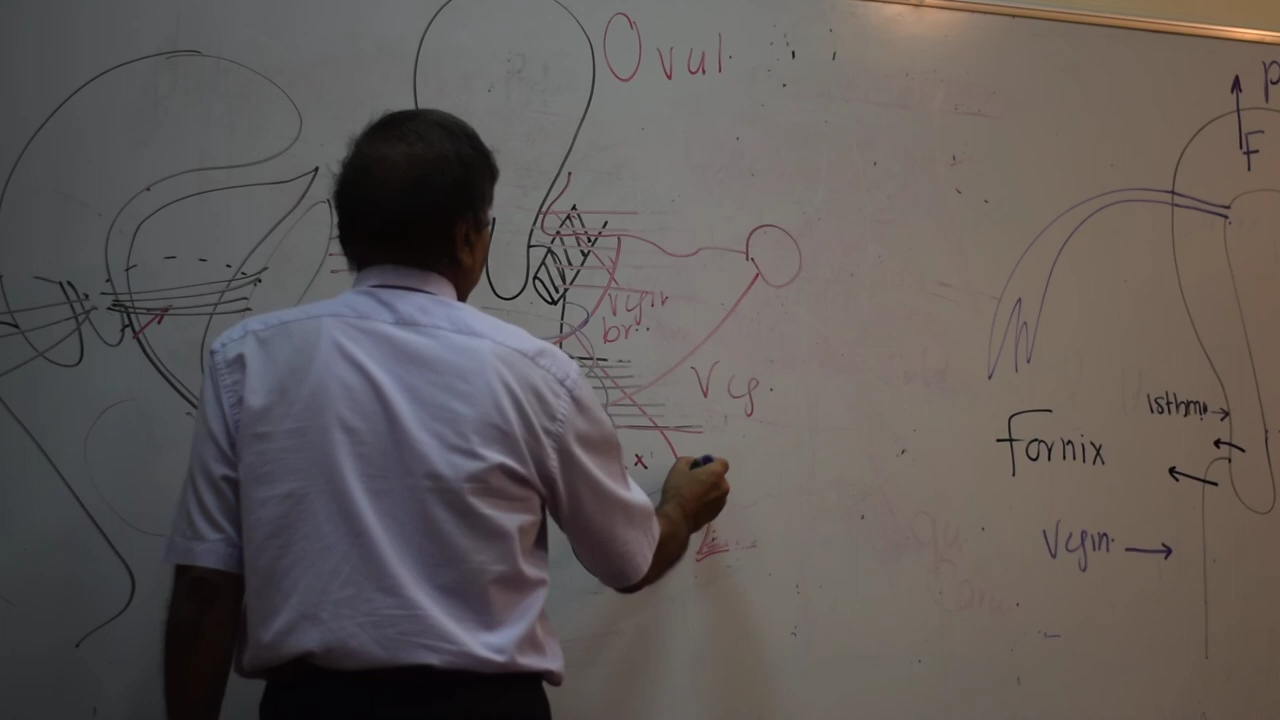 Ovul.
Vgin
br..
Vg.
x
P
F
Isthm.
Fornix
Vgin.